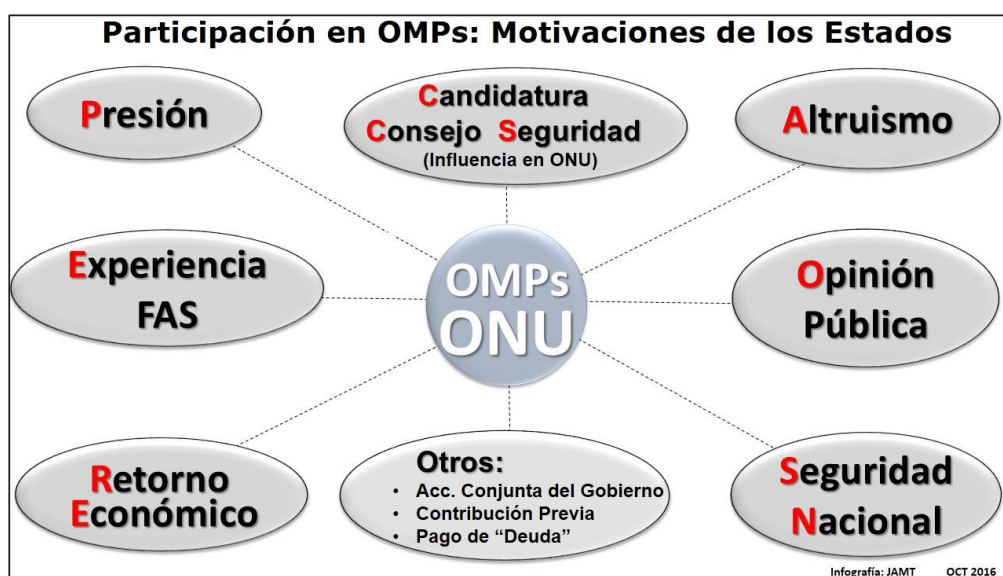 Participación en OMPs: Motivaciones de los Estados
Presión
Candidatura
Consejo Seguridad
(Influencia en ONU)
Altruismo
Experiencia
FAS
OMPs
ONU
Opinión
Pública
Retorno
Económico
Otros:
• Acc. Conjunta del Gobierno
• Contribución Previa
• Pago de “Deuda”
Seguridad
Nacional
Infografía: JAMT OCT 2016